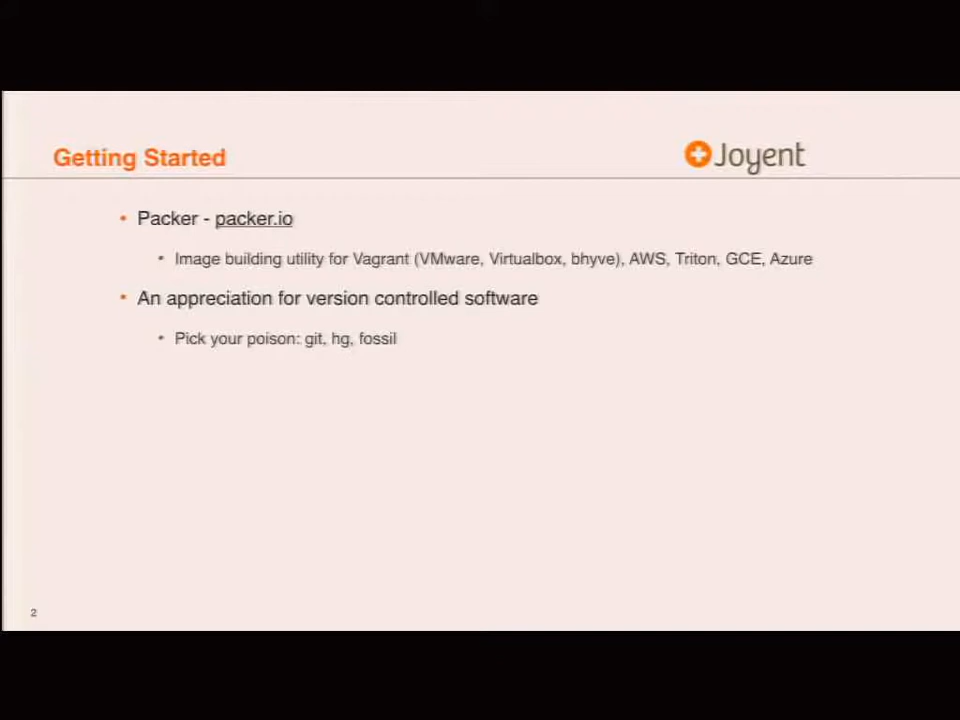 Getting Started
Joyent
• Packer - packer.io
• Image building utility for Vagrant (VMware, Virtualbox, bhyve), AWS, Triton, GCE, Azure
• An appreciation for version controlled software
• Pick your poison: git, hg, fossil
2